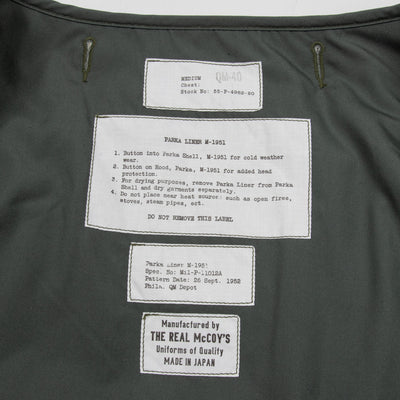 MEDIUM QM-40
Chest:
Stock No: 55-P-4962-50
PARKA LINER M-1951
1. Button into Parka Shell, M-1951 for cold weather
wear.
2. Button on Hood, Parka, M-1951 for added head
protection.
3. For drying purposes, remove Parka Liner from Parka
Shell and dry garments separately.
4. Do not place near heat source: such as open fires,
stoves, steam pipes, ect.
DO NOT REMOVE THIS LABEL
Parka Liner M-1951
Spec. No: Mil-P-11012A
Pattern Date: 26 Sept. 1952
Phila. QM Depot
Manufactured by
THE REAL McCOY'S
Uniforms of Quality
MADE IN JAPAN